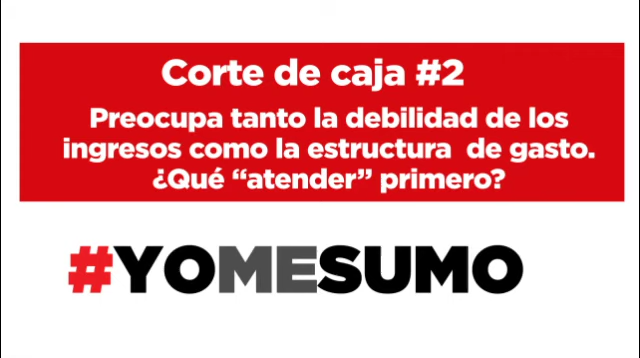 Corte de caja #2
Preocupa tanto la debilidad de los
ingresos como la estructura de gasto.
¿Qué “atender” primero?
#YOMESUMO